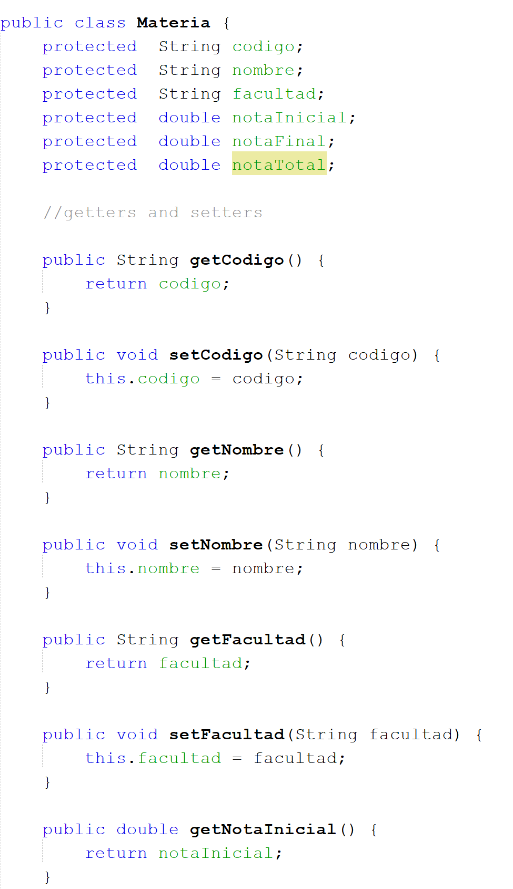 public class Materia {
    protected  String codigo;
    protected  String nombre;
    protected  String facultad;
    protected  double notaInicial;
    protected  double notaFinal;
    protected  double notaTotal;

    //getters and setters

    public String getCodigo() {
        return codigo;
    }

    public void setCodigo(String codigo) {
        this.codigo = codigo;
    }

    public String getNombre() {
        return nombre;
    }

    public void setNombre(String nombre) {
        this.nombre = nombre;
    }

    public String getFacultad() {
        return facultad;
    }

    public void setFacultad(String facultad) {
        this.facultad = facultad;
    }

    public double getNotaInicial() {
        return notaInicial;
    }